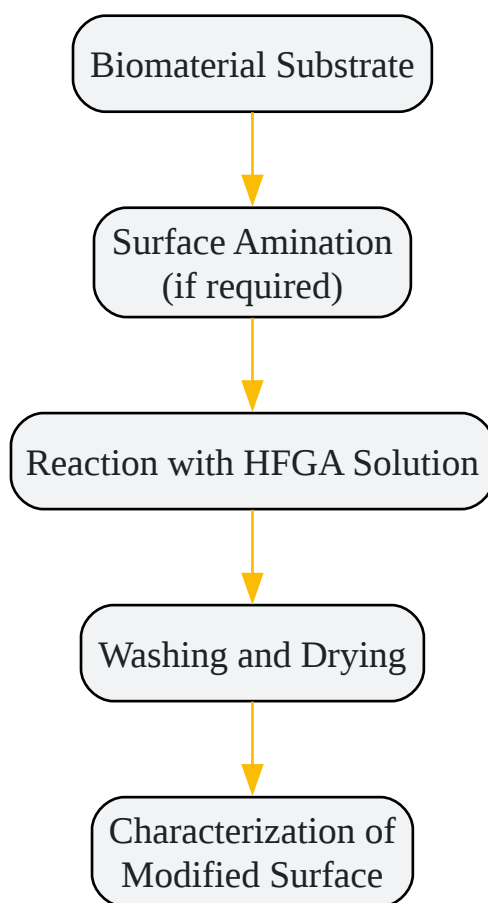 Biomaterial Substrate
Surface Amination
(if required)
Reaction with HFGA Solution
Washing and Drying
Characterization of
Modified Surface